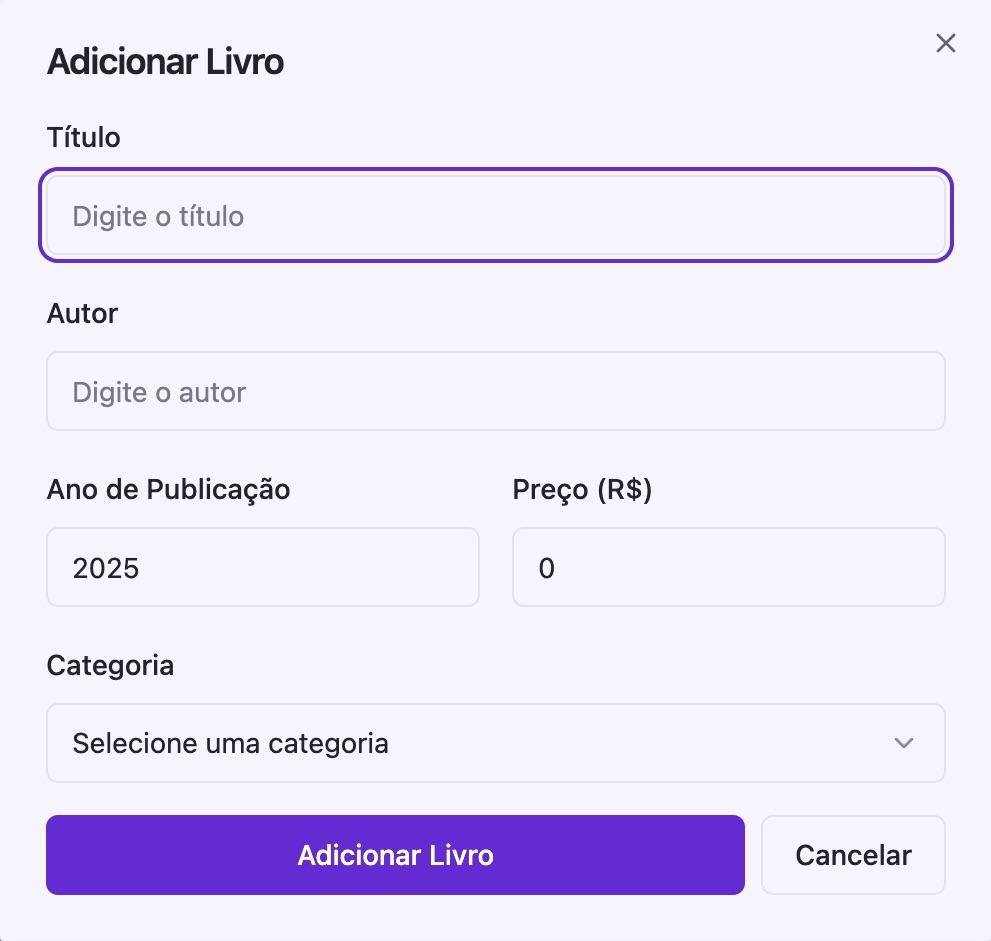 Adicionar Livro
Título
Digite o título
Autor
Digite o autor
Ano de Publicação
Preço (R$)
2025
0
Categoria
Selecione uma categoria
Adicionar Livro
Cancelar